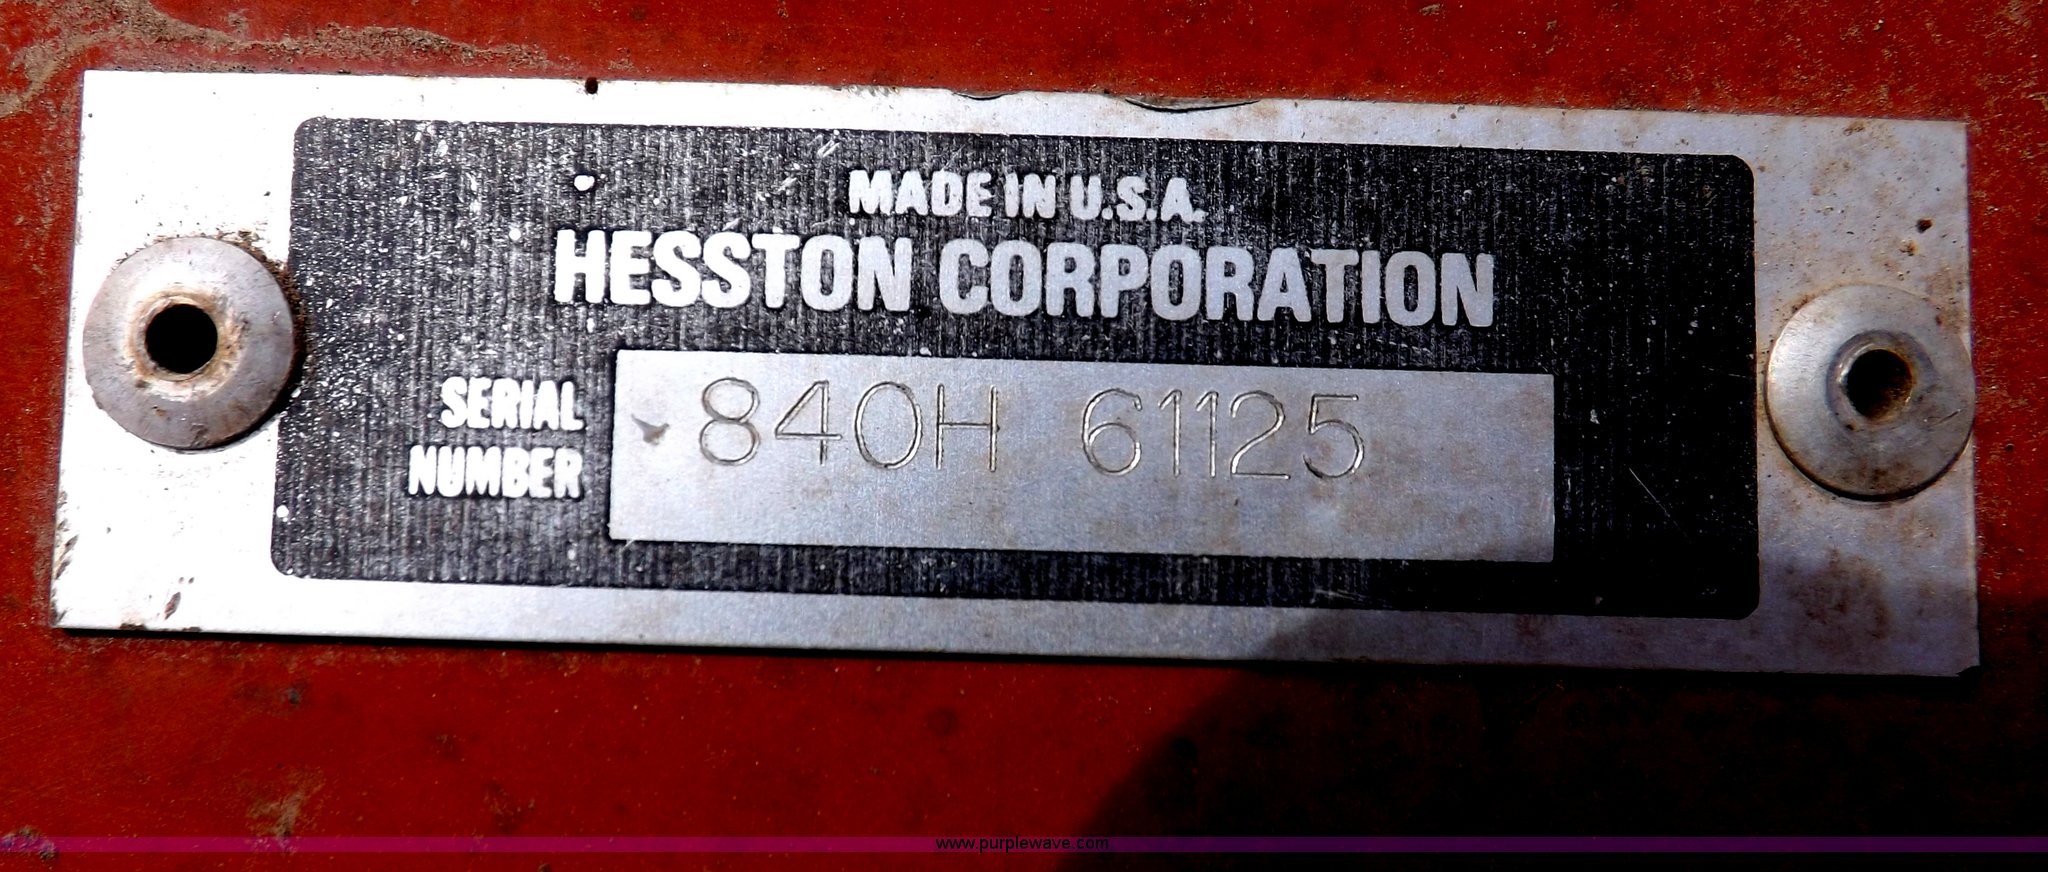 MADE IN U.S.A.
HESSTON CORPORATION
SERIAL
NUMBER
840H 61125
www.purplewave.com